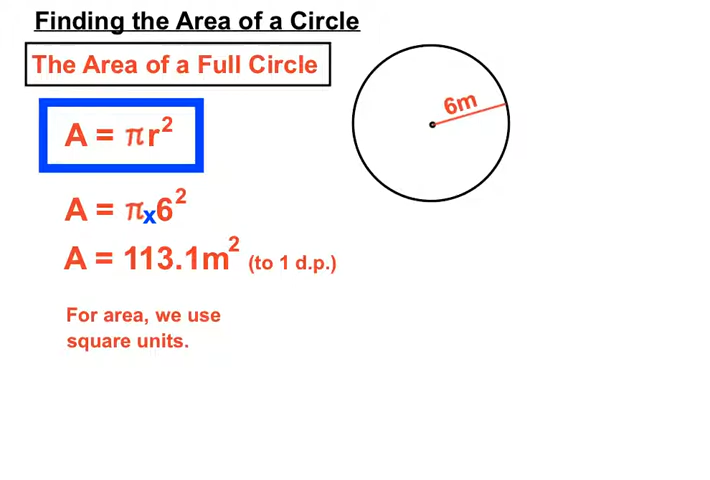 Finding the Area of a Circle
The Area of a Full Circle
6m
A = πr²
A = πx6²
A = 113.1m² (to 1 d.p.)
For area, we use
square units.